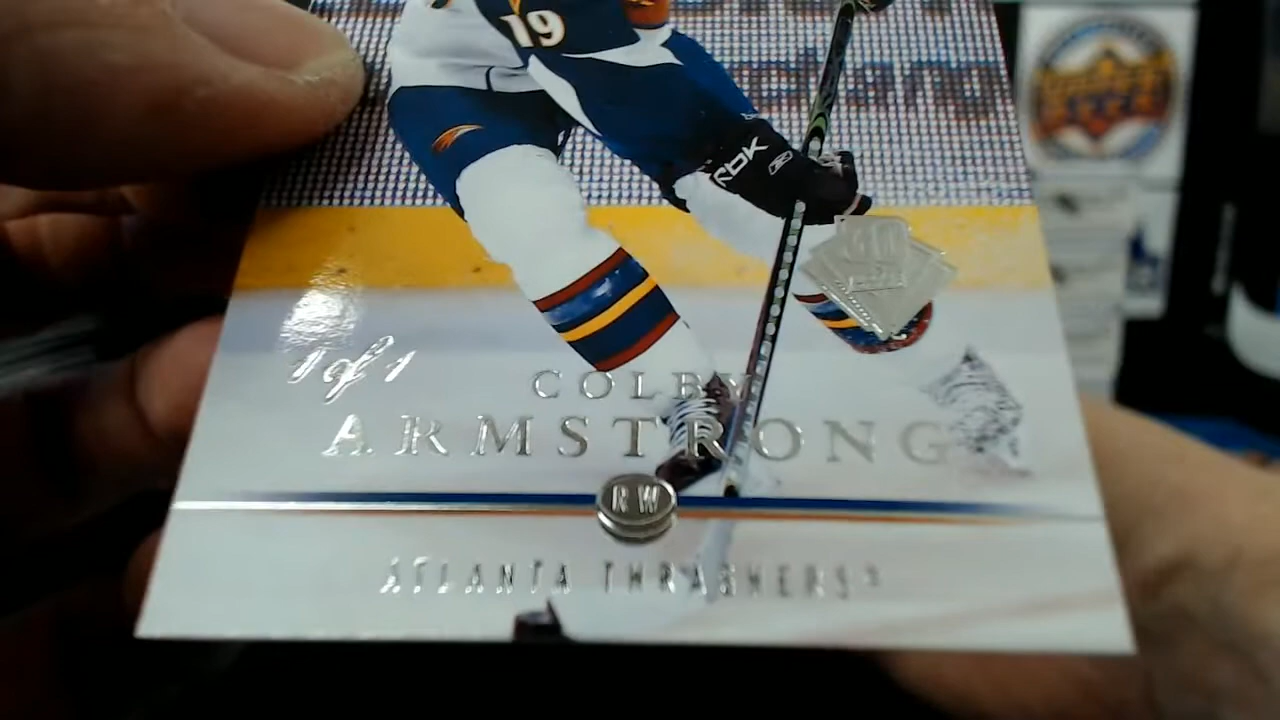 19
RBK
1 of 1
COLBY
ARMSTRONG
RW
ATLANTA THRASHERS